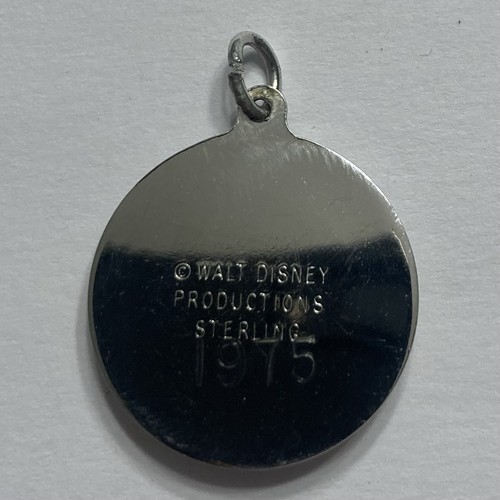 © WALT DISNEY
PRODUCTIONS
STERLING
1975